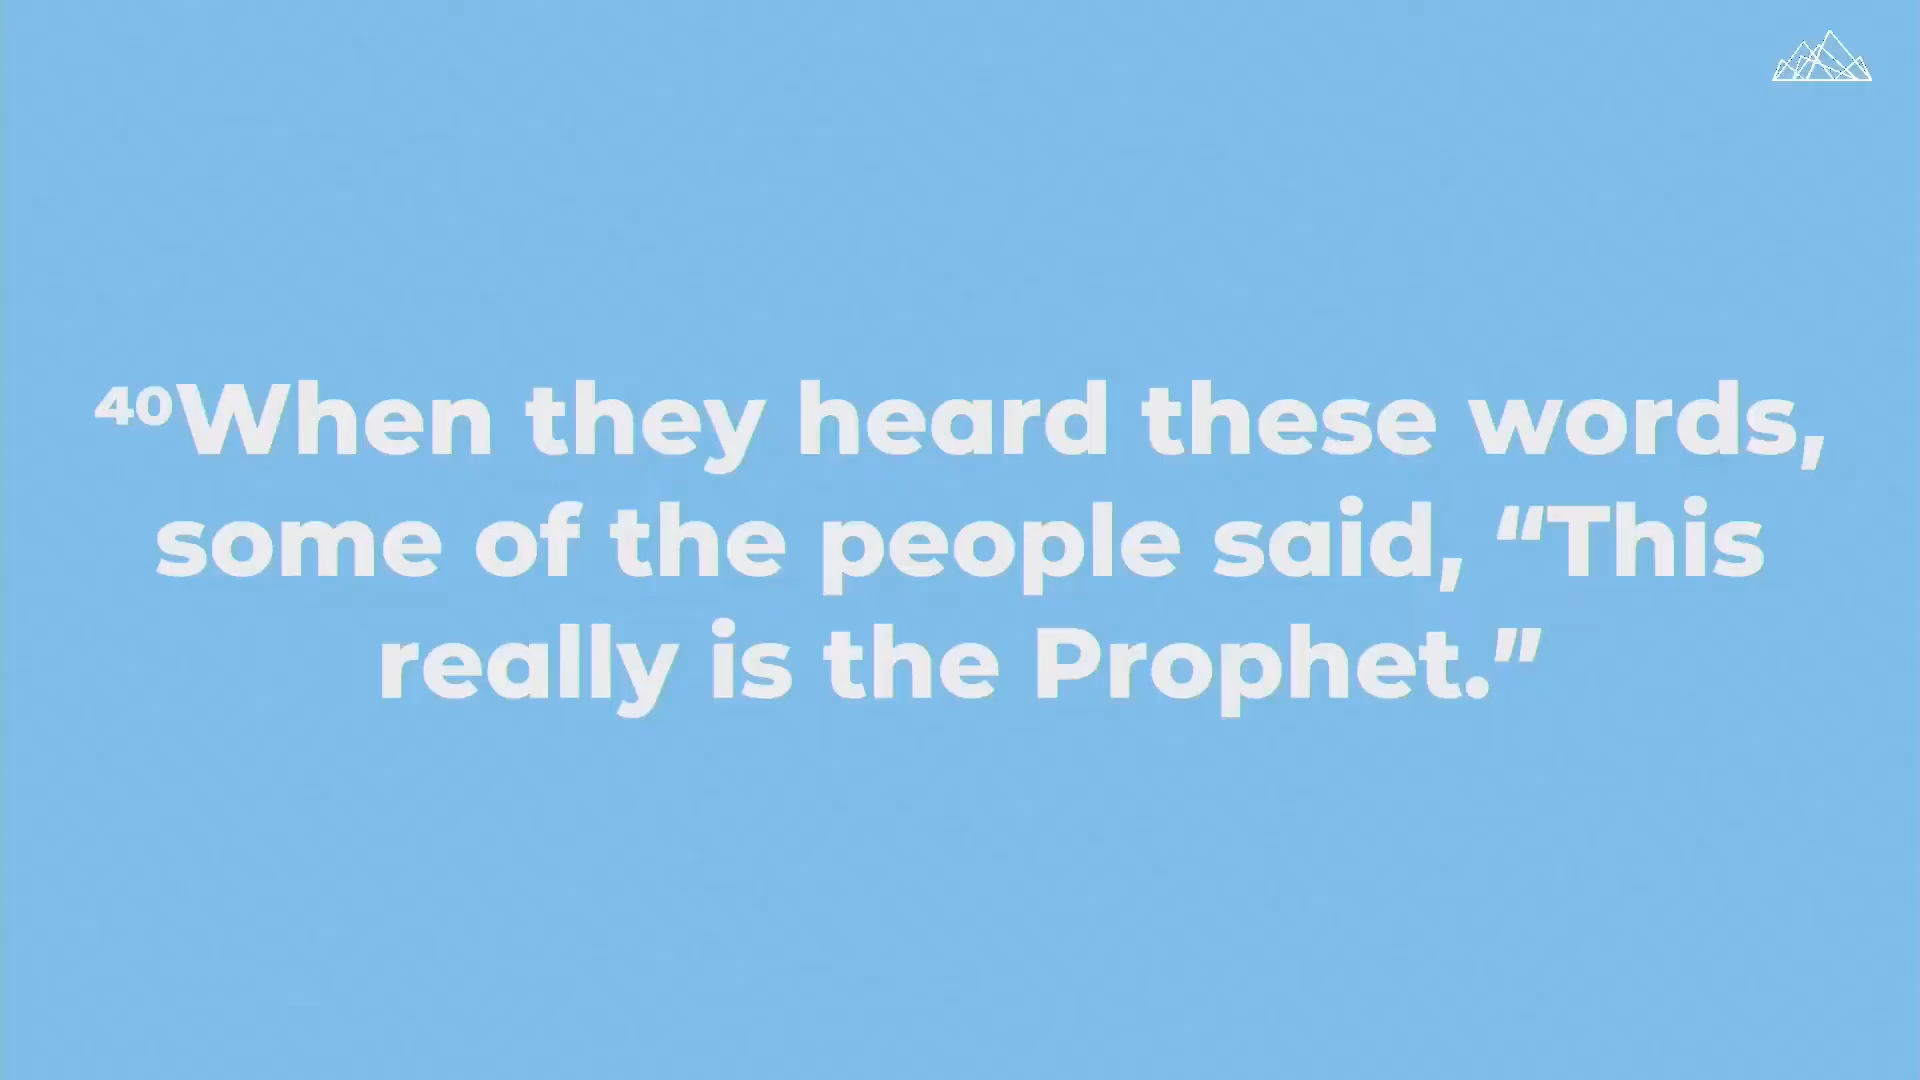 ⁴⁰When they heard these words,
some of the people said, “This
really is the Prophet.”